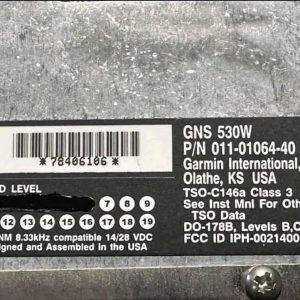 *78406106*
GNS 530W
P/N 011-01064-40
Garmin International,
Olathe, KS USA
TSO-C146a Class 3
See Inst Mnl For
TSO Data
DO-178B, Levels B,C
FCC ID IPH-0021400
D LEVEL
7 8 9
12 13 14 15 16 17 18 19 20
NM 8.33kHz compatible 14/28 VDC
igned and Assembled in the USA